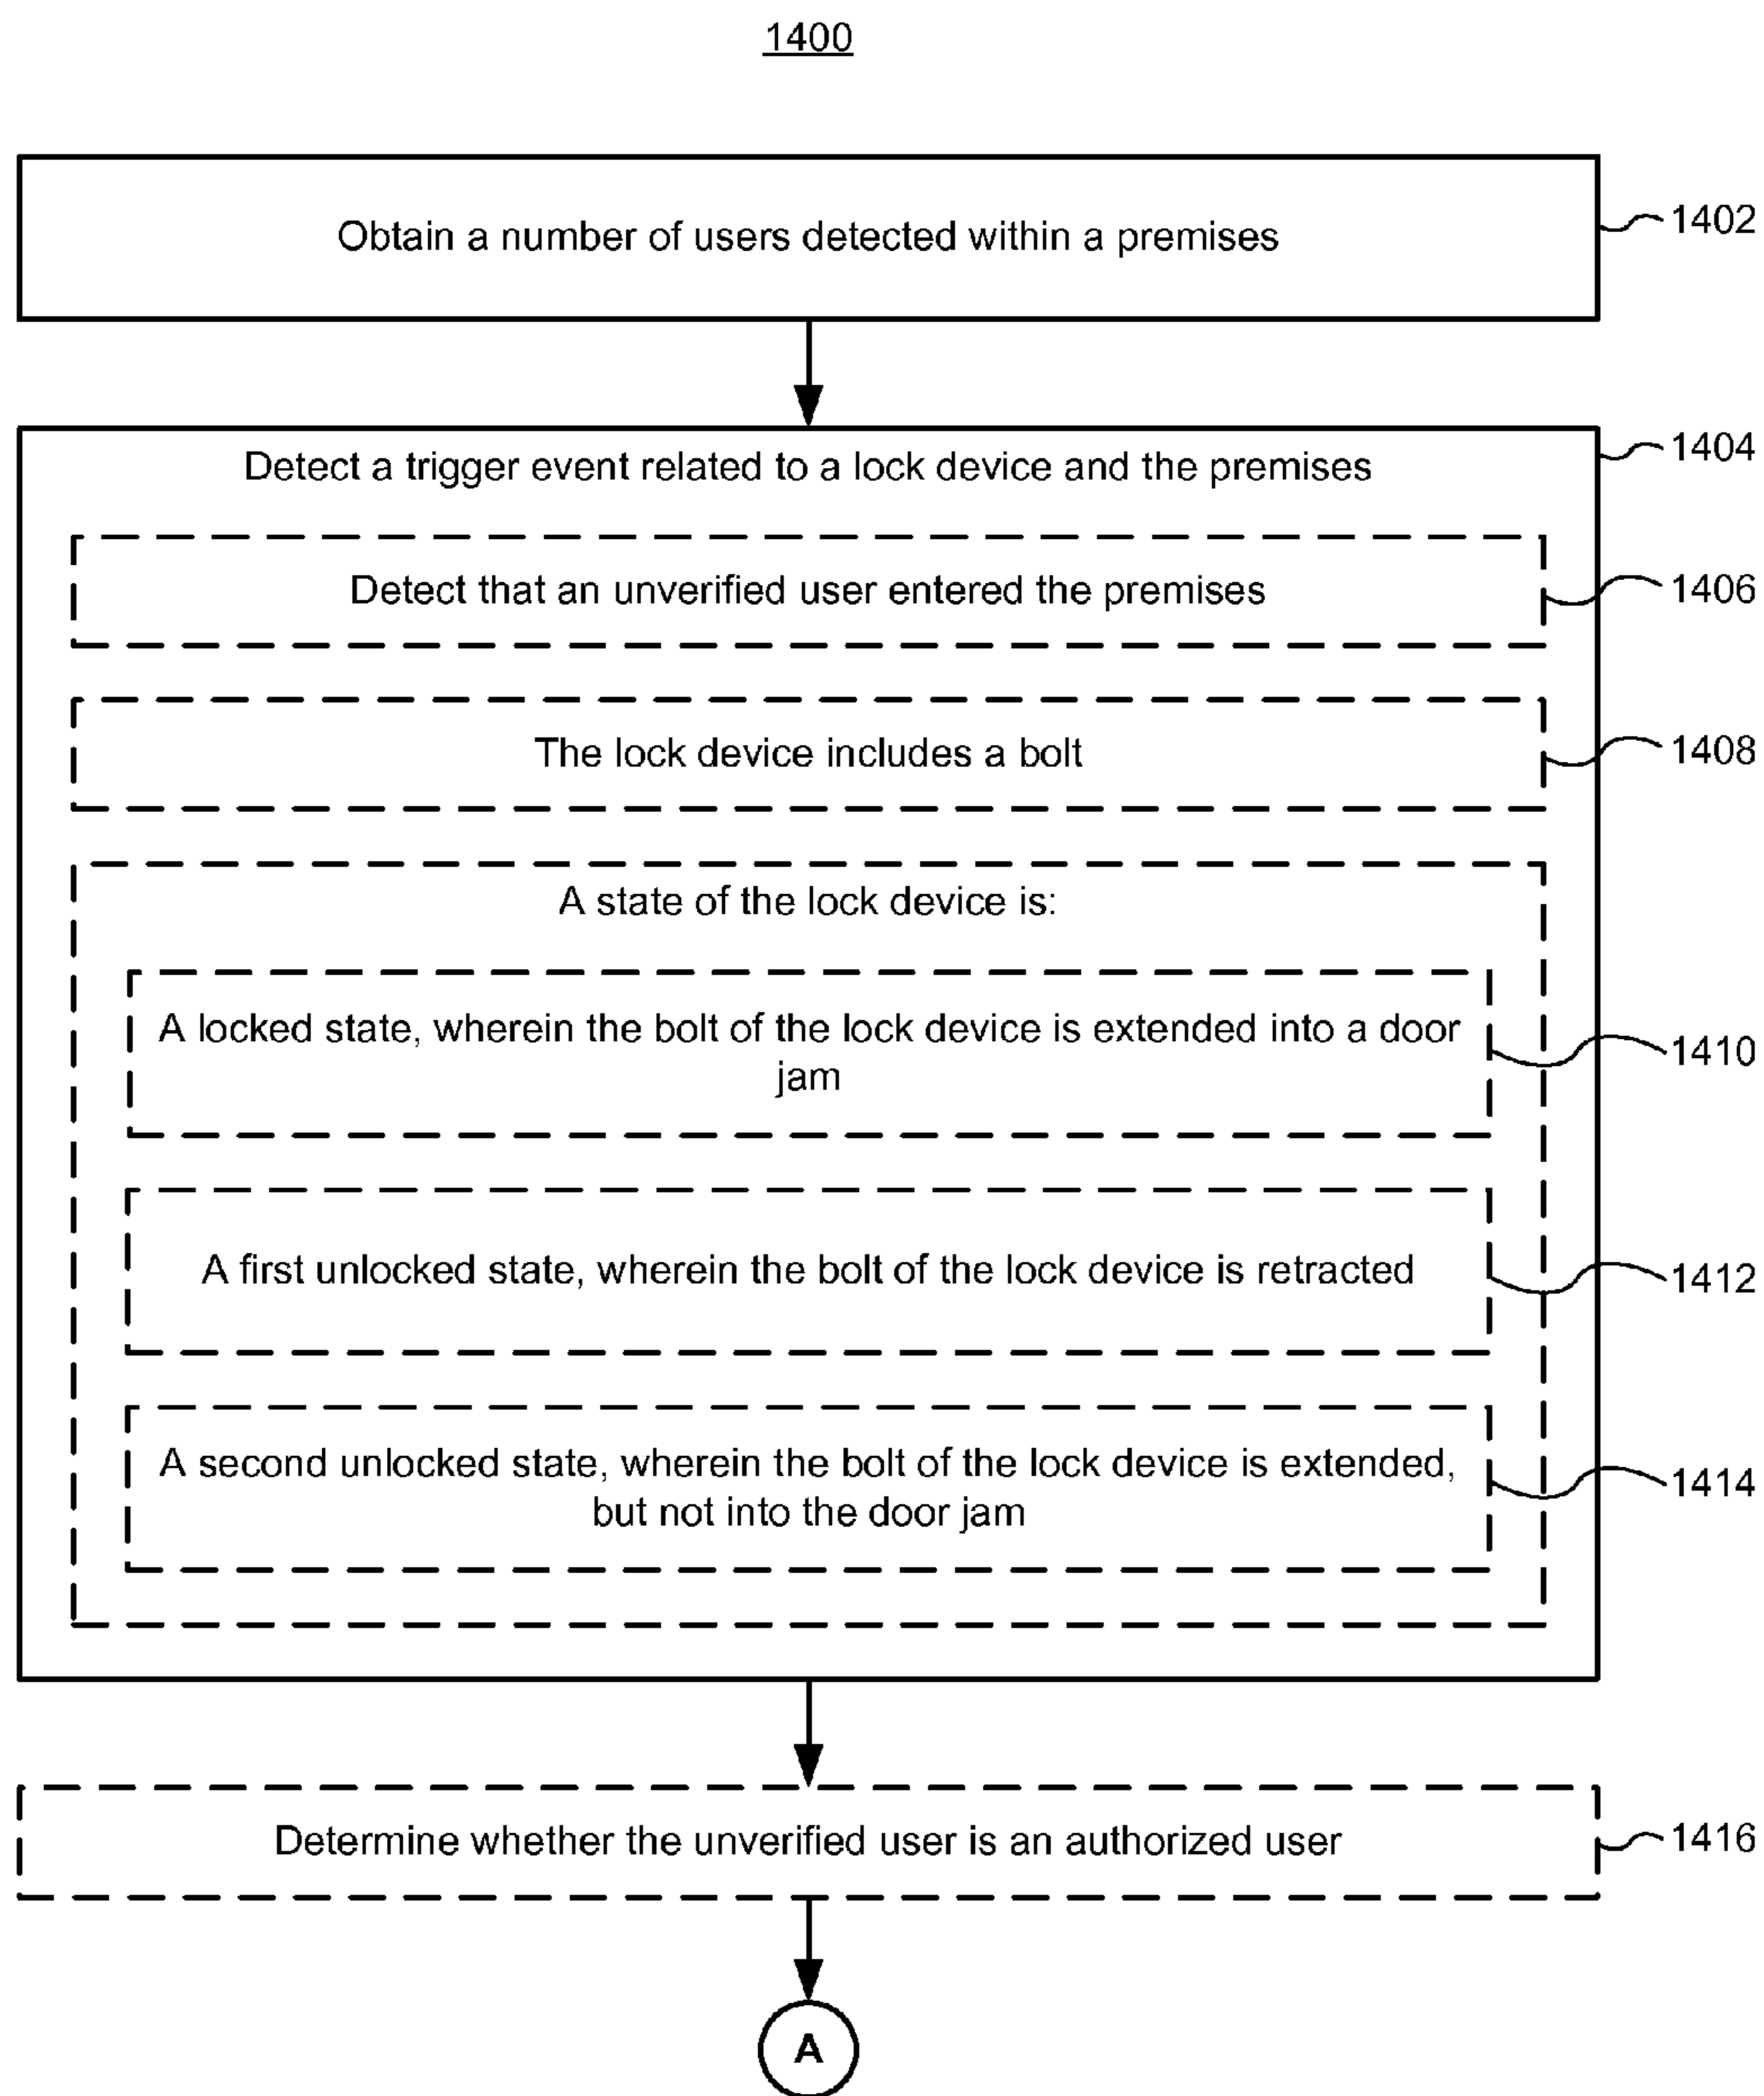 1400
Obtain a number of users detected within a premises
1402
Detect a trigger event related to a lock device and the premises
1404
Detect that an unverified user entered the premises
1406
The lock device includes a bolt
1408
A state of the lock device is:
A locked state, wherein the bolt of the lock device is extended into a door
jam
1410
A first unlocked state, wherein the bolt of the lock device is retracted
1412
A second unlocked state, wherein the bolt of the lock device is extended,
but not into the door jam
1414
Determine whether the unverified user is an authorized user
1416
A